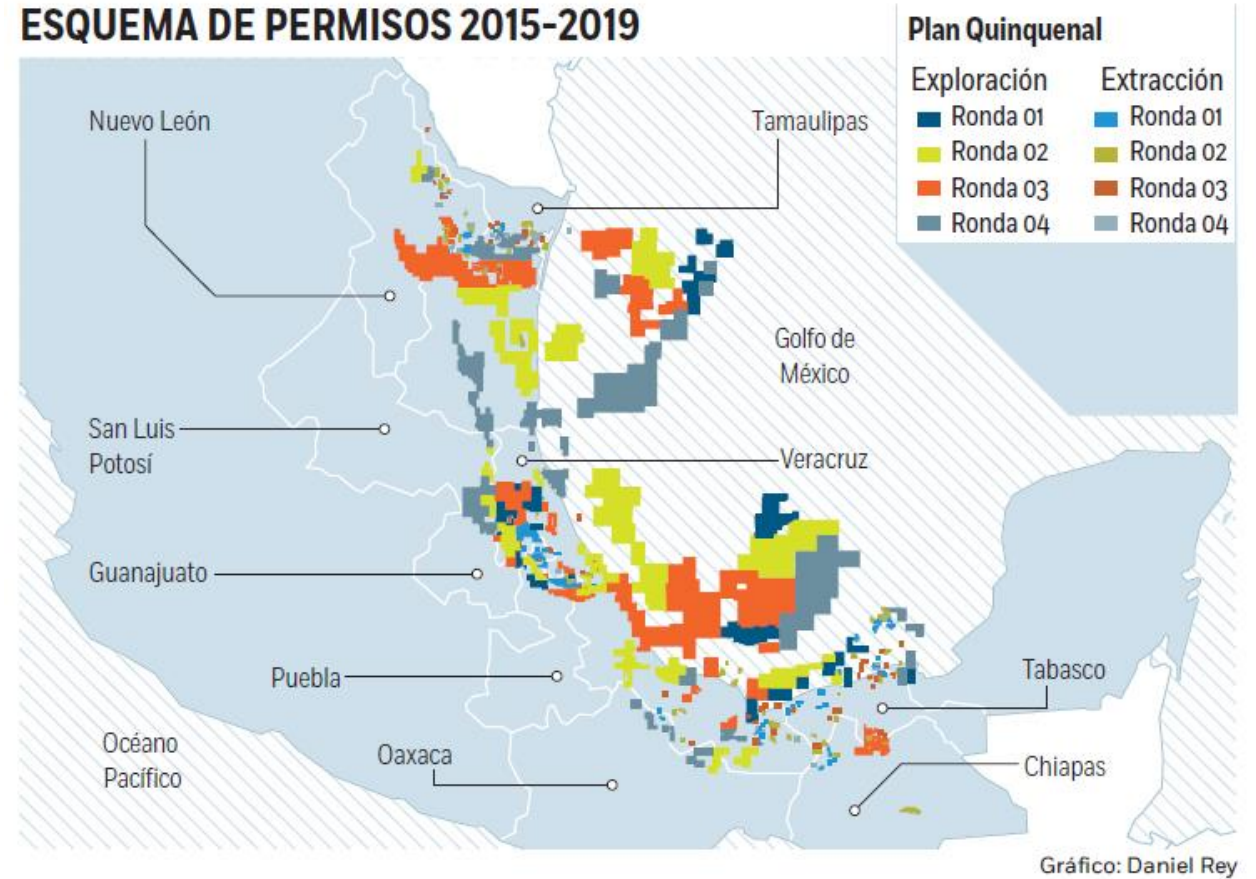 ESQUEMA DE PERMISOS 2015-2019
Plan Quinquenal
Exploración
Ronda 01
Ronda 02
Ronda 03
Ronda 04
Extracción
Ronda 01
Ronda 02
Ronda 03
Ronda 04
Nuevo León
Tamaulipas
Golfo de
México
San Luis
Potosí
Veracruz
Guanajuato
Puebla
Tabasco
Océano
Pacífico
Oaxaca
Chiapas
Gráfico: Daniel Rey